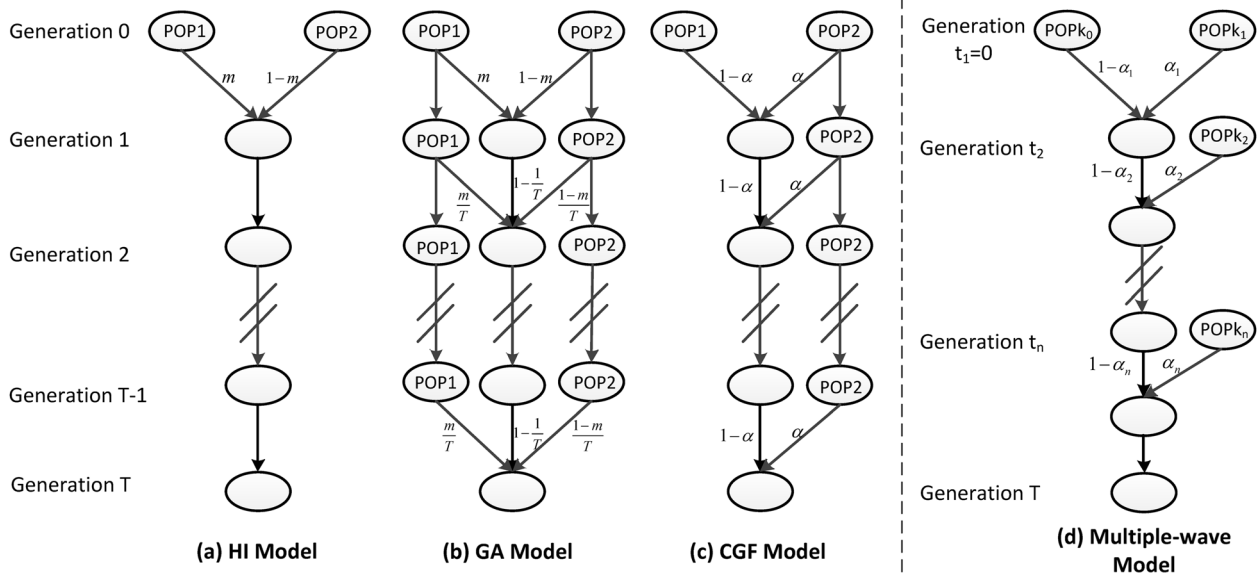 Generation 0 POP1 POP2 POP1 POP2 POP1 POP2
m 1−m m 1−m 1−α α
Generation 1 POP1 POP2 POP2
m/T 1−1/T 1−m/T 1−α α
Generation 2 POP1 POP2 POP2
Generation T-1 POP1 POP2 POP2
m/T 1−1/T 1−m/T 1−α α
Generation T
(a) HI Model (b) GA Model (c) CGF Model
Generation
t₁=0
POPk₀ POPk₁
1−α₁ α₁
Generation t₂ POPk₂
1−α₂ α₂
Generation tₙ POPkₙ
1−αₙ αₙ
Generation T
(d) Multiple-wave
Model